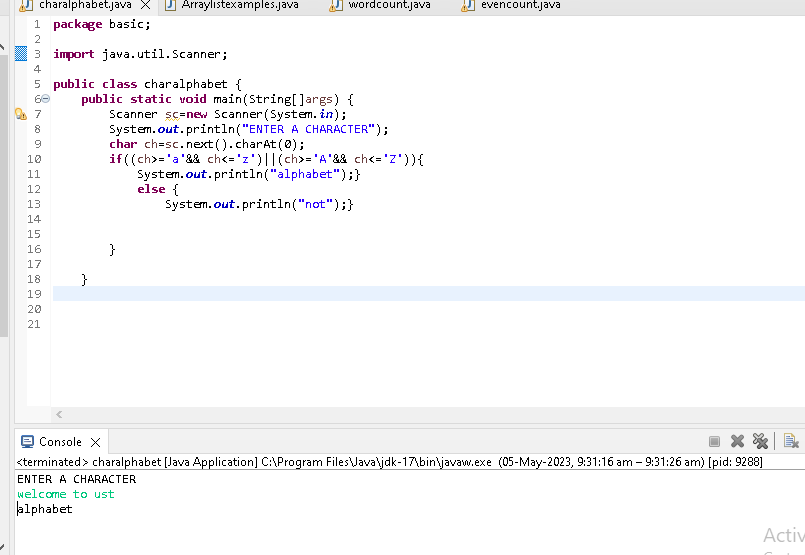 charalphabet.java Arraylistexamples.java wordcount.java evencount.java
1 package basic;
2
3 import java.util.Scanner;
4
5 public class charalphabet {
6 public static void main(String[]args) {
7 Scanner sc=new Scanner(System.in);
8 System.out.println("ENTER A CHARACTER");
9 char ch=sc.next().charAt(0);
10 if((ch>='a'&& ch<='z')||(ch>='A'&& ch<='Z')){
11 System.out.println("alphabet");}
12 else {
13 System.out.println("not");}
14
15
16 }
17
18 }
19
20
21
Console
<terminated> charalphabet [Java Application] C:\Program Files\Java\jdk-17\bin\javaw.exe (05-May-2023, 9:31:16 am – 9:31:26 am) [pid: 9288]
ENTER A CHARACTER
welcome to ust
alphabet
Activ